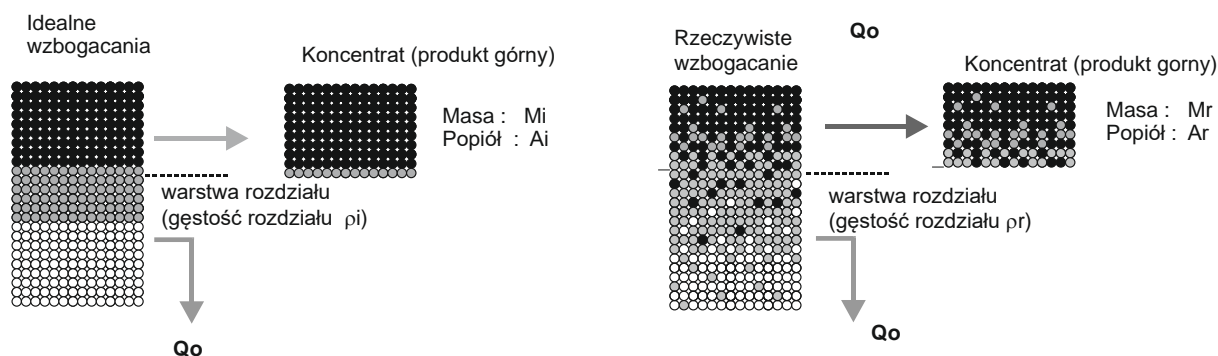 Idealne
wzbogacania
Koncentrat (produkt górny)
Masa : Mi
Popiół : Ai
warstwa rozdziału
(gęstość rozdziału ρi)
Qo
Rzeczywiste
wzbogacanie
Qo
Koncentrat (produkt gorny)
Masa : Mr
Popiół : Ar
warstwa rozdziału
(gęstość rozdziału ρr)
Qo